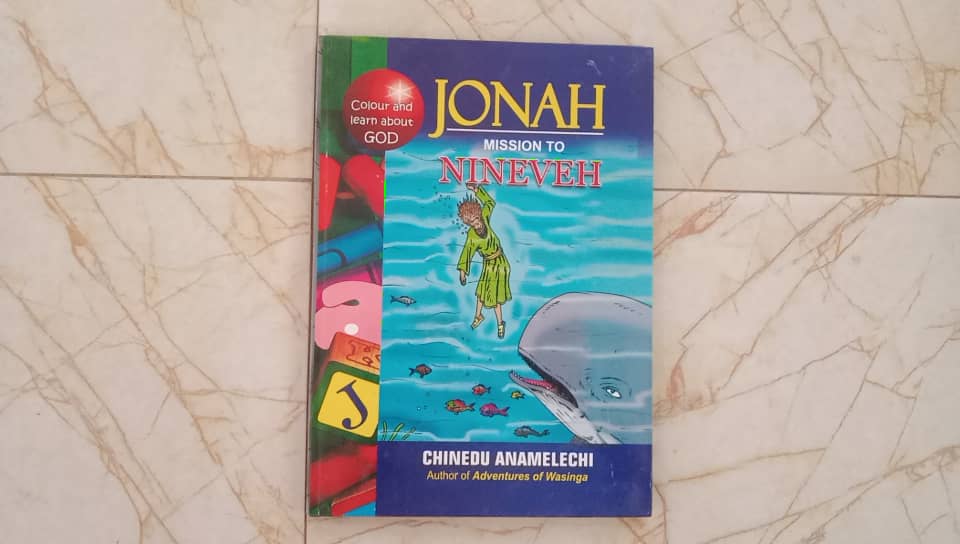 Colour and
learn about
GOD
JONAH
MISSION TO
NINEVEH
J
CHINEDU ANAMELECHI
Author of Adventures of Wasinga